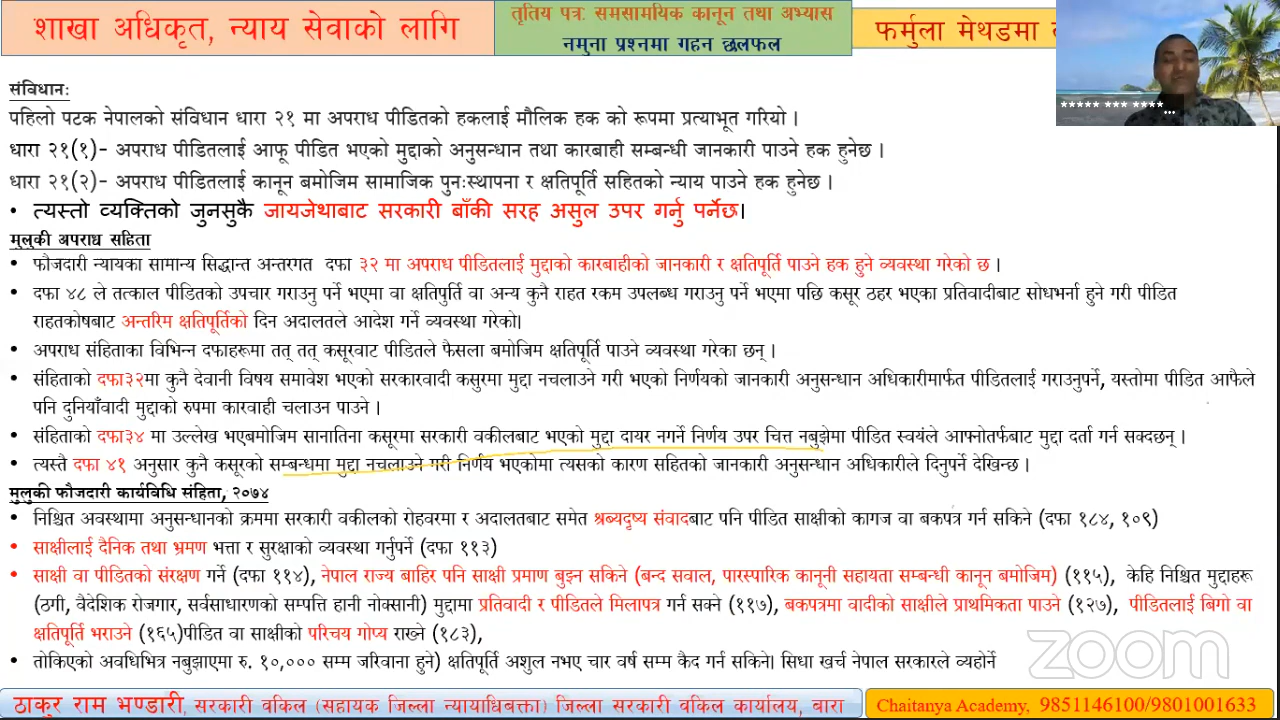 शाखा अधिकृत, न्याय सेवाको लागि
तृतिय पत्र: समसामयिक कानून तथा अभ्यास
नमुना प्रश्नमा गहन छलफल
फर्मुला मेथडमा
***** *** ****...
संविधान:
पहिलो पटक नेपालको संविधान धारा २१ मा अपराध पीडितको हकलाई मौलिक हक को रूपमा प्रत्याभूत गरियो ।
धारा २१(१)- अपराध पीडितलाई आफू पीडित भएको मुद्दाको अनुसन्धान तथा कारबाही सम्बन्धी जानकारी पाउने हक हुनेछ ।
धारा २१(२)- अपराध पीडितलाई कानून बमोजिम सामाजिक पुनःस्थापना र क्षतिपूर्ति सहितको न्याय पाउने हक हुनेछ ।
• त्यस्तो व्यक्तिको जुनसुकै जायजेथाबाट सरकारी बाँकी सरह असुल उपर गर्नु पर्नेछ।
मुलुकी अपराध सहिता
• फौजदारी न्यायका सामान्य सिद्धान्त अन्तरगत दफा ३२ मा अपराध पीडितलाई मुद्दाको कारबाहीको जानकारी र क्षतिपूर्ति पाउने हक हुने व्यवस्था गरेको छ ।
• दफा ४८ ले तत्काल पीडितको उपचार गराउनु पर्ने भएमा वा क्षतिपुर्ति वा अन्य कुनै राहत रकम उपलब्ध गराउनु पर्ने भएमा पछि कसूर ठहर भएका प्रतिवादीबाट सोधभर्ना हुने गरी पीडित
राहतकोषबाट अन्तरिम क्षतिपूर्तिको दिन अदालतले आदेश गर्ने व्यवस्था गरेको।
• अपराध संहिताका विभिन्न दफाहरूमा तत् तत् कसूरवाट पीडितले फैसला बमोजिम क्षतिपूर्ति पाउने व्यवस्था गरेका छन् ।
• संहिताको दफा३२मा कुनै देवानी विषय समावेश भएको सरकारवादी कसुरमा मुद्दा नचलाउने गरी भएको निर्णयको जानकारी अनुसन्धान अधिकारीमार्फत पीडितलाई गराउनुपर्ने, यस्तोमा पीडित आफैले
पनि दुनियाँवादी मुद्दाको रुपमा कारवाही चलाउन पाउने ।
• संहिताको दफा३४ मा उल्लेख भएबमोजिम सानातिना कसूरमा सरकारी वकीलबाट भएको मुद्दा दायर नगर्ने निर्णय उपर चित्त नबुझेमा पीडित स्वयंले आफ्नोतर्फबाट मुद्दा दर्ता गर्न सक्दछन् ।
• त्यस्तै दफा ४१ अनुसार कुनै कसूरको सम्बन्धमा मुद्दा नचलाउने गरी निर्णय भएकोमा त्यसको कारण सहितको जानकारी अनुसन्धान अधिकारीले दिनुपर्ने देखिन्छ ।
मुलुकी फौजदारी कार्यबिधि संहिता, २०७४
• निश्चित अवस्थामा अनुसन्धानको क्रममा सरकारी वकीलको रोहवरमा र अदालतबाट समेत श्रब्यदृष्य संवादबाट पनि पीडित साक्षीको कागज वा बकपत्र गर्न सकिने (दफा १८४, १०९)
• साक्षीलाई दैनिक तथा भ्रमण भत्ता र सुरक्षाको व्यवस्था गर्नुपर्ने (दफा ११३)
• साक्षी वा पीडितको संरक्षण गर्ने (दफा ११४), नेपाल राज्य बाहिर पनि साक्षी प्रमाण बुझ्न सकिने (बन्द सवाल, पारस्पारिक कानूनी सहायता सम्बन्धी कानून बमोजिम) (११५), केहि निश्चित मुद्दाहरू
(ठगी, वैदेशिक रोजगार, सर्वसाधारणको सम्पत्ति हानी नोक्सानी) मुद्दामा प्रतिवादी र पीडितले मिलापत्र गर्न सक्ने (११७), बकपत्रमा वादीको साक्षीले प्राथमिकता पाउने (१२७), पीडितलाई बिगो वा
क्षतिपूर्ति भराउने (१६५)पीडित वा साक्षीको परिचय गोप्य राख्ने (१८३),
• तोकिएको अवधिभित्र नबुझाएमा रु. १०,००० सम्म जरिवाना हुने) क्षतिपूर्ति अशुल नभए चार वर्ष सम्म कैद गर्न सकिने। सिधा खर्च नेपाल सरकारले व्यहोर्ने
zoom
ठाकुर राम भण्डारी, सरकारी वकिल (सहायक जिल्ला न्यायाधिबक्ता) जिल्ला सरकारी वकिल कार्यालय, बारा
Chaitanya Academy, 9851146100/9801001633